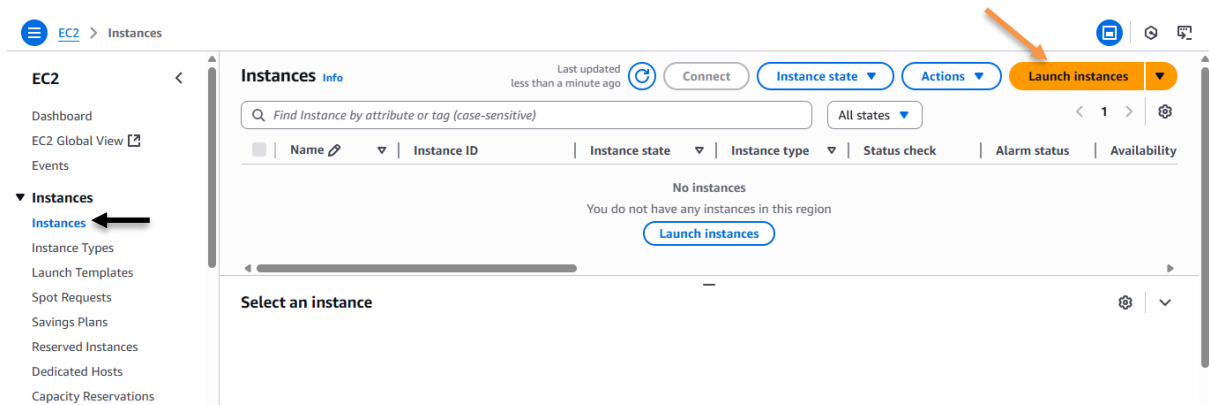 EC2 > Instances
EC2
Dashboard
EC2 Global View
Events
Instances
Instances
Instance Types
Launch Templates
Spot Requests
Savings Plans
Reserved Instances
Dedicated Hosts
Capacity Reservations
Instances Info
Last updated
less than a minute ago
Connect
Instance state
Actions
Launch instances
Find Instance by attribute or tag (case-sensitive)
All states
1
Name
Instance ID
Instance state
Instance type
Status check
Alarm status
Availability
No instances
You do not have any instances in this region
Launch instances
Select an instance